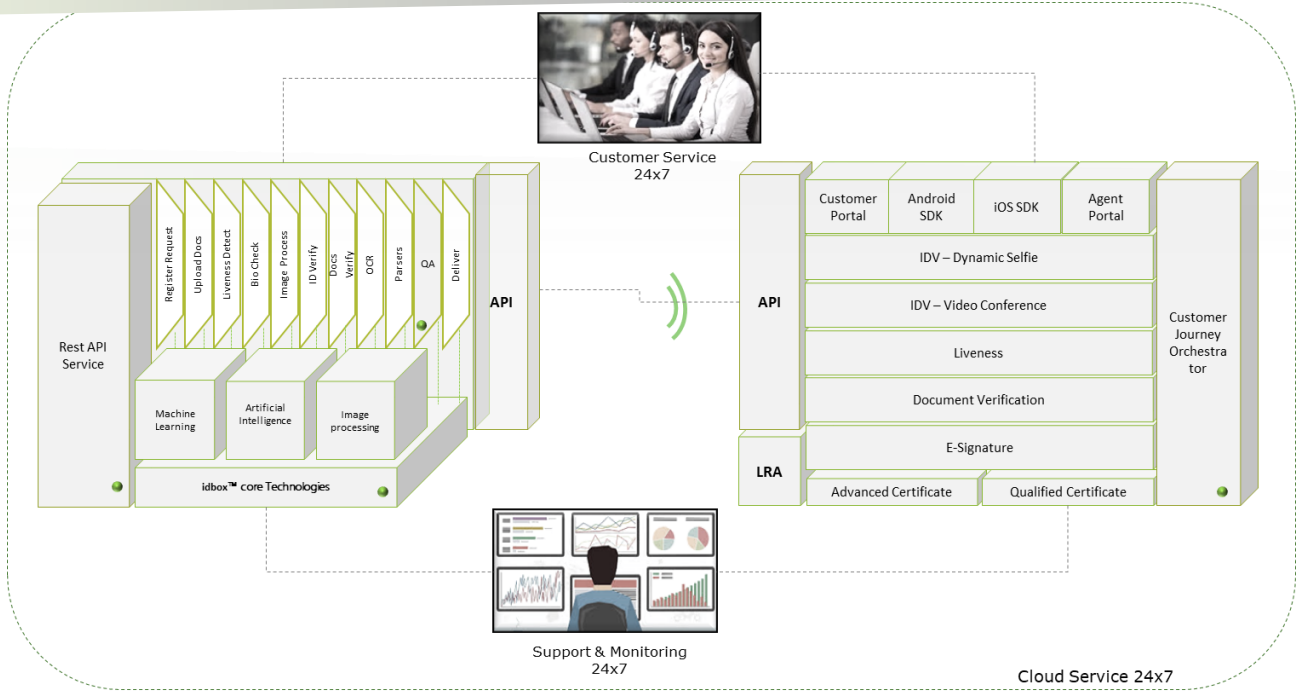 Customer Service
24x7
Register Request
Upload Docs
Liveness Detect
Bio Check
Image Process
ID Verify
Docs
Verify
OCR
Parsers
QA
Deliver
API
Rest API
Service
Machine
Learning
Artificial
Intelligence
Image
processing
idbox™ core Technologies
API
LRA
Customer
Portal
Android
SDK
iOS SDK
Agent
Portal
IDV – Dynamic Selfie
IDV – Video Conference
Liveness
Document Verification
E-Signature
Advanced Certificate
Qualified Certificate
Customer
Journey
Orchestra
tor
Support & Monitoring
24x7
Cloud Service 24x7